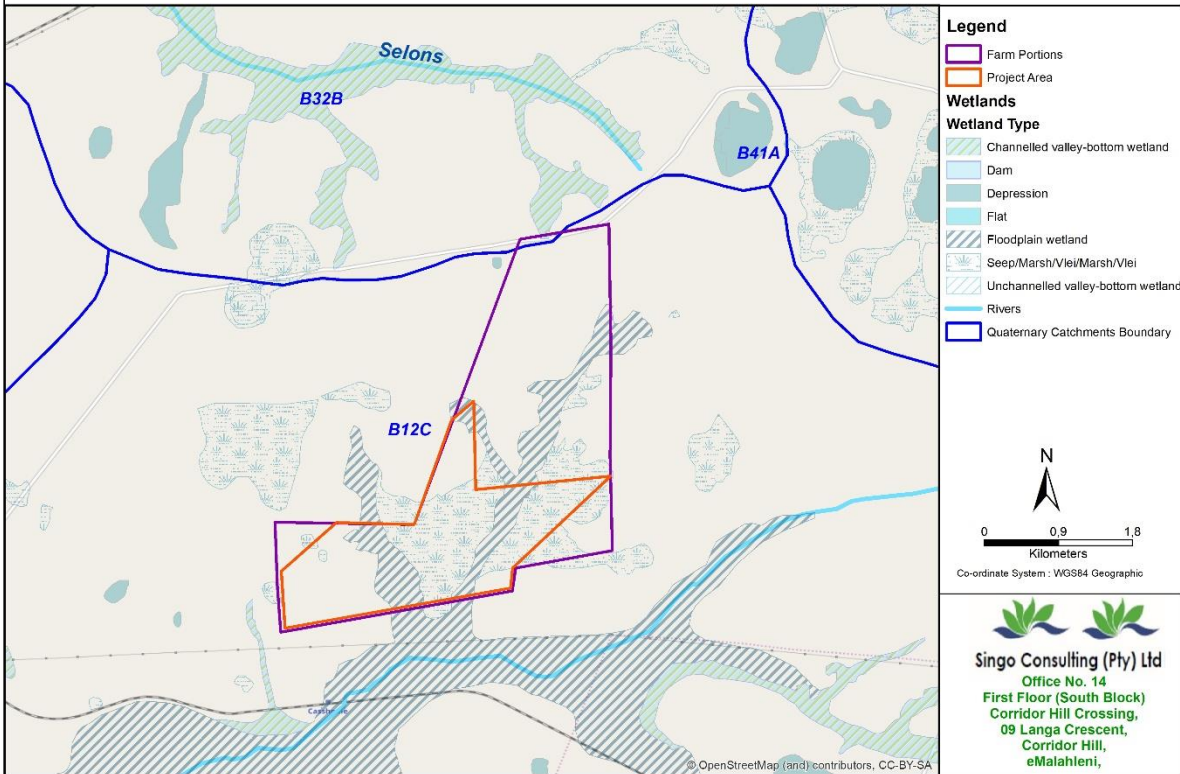 Selons
B32B
B41A
B12C
© OpenStreetMap (and) contributors, CC-BY-SA
Legend
Farm Portions
Project Area
Wetlands
Wetland Type
Channelled valley-bottom wetland
Dam
Depression
Flat
Floodplain wetland
Seep/Marsh/Vlei/Marsh/Vlei
Unchannelled valley-bottom wetland
Rivers
Quaternary Catchments Boundary
N
0 0,9 1,8
Kilometers
Co-ordinate System : WGS84 Geographic
Singo Consulting (Pty) Ltd
Office No. 14
First Floor (South Block)
Corridor Hill Crossing,
09 Langa Crescent,
Corridor Hill,
eMalahleni,